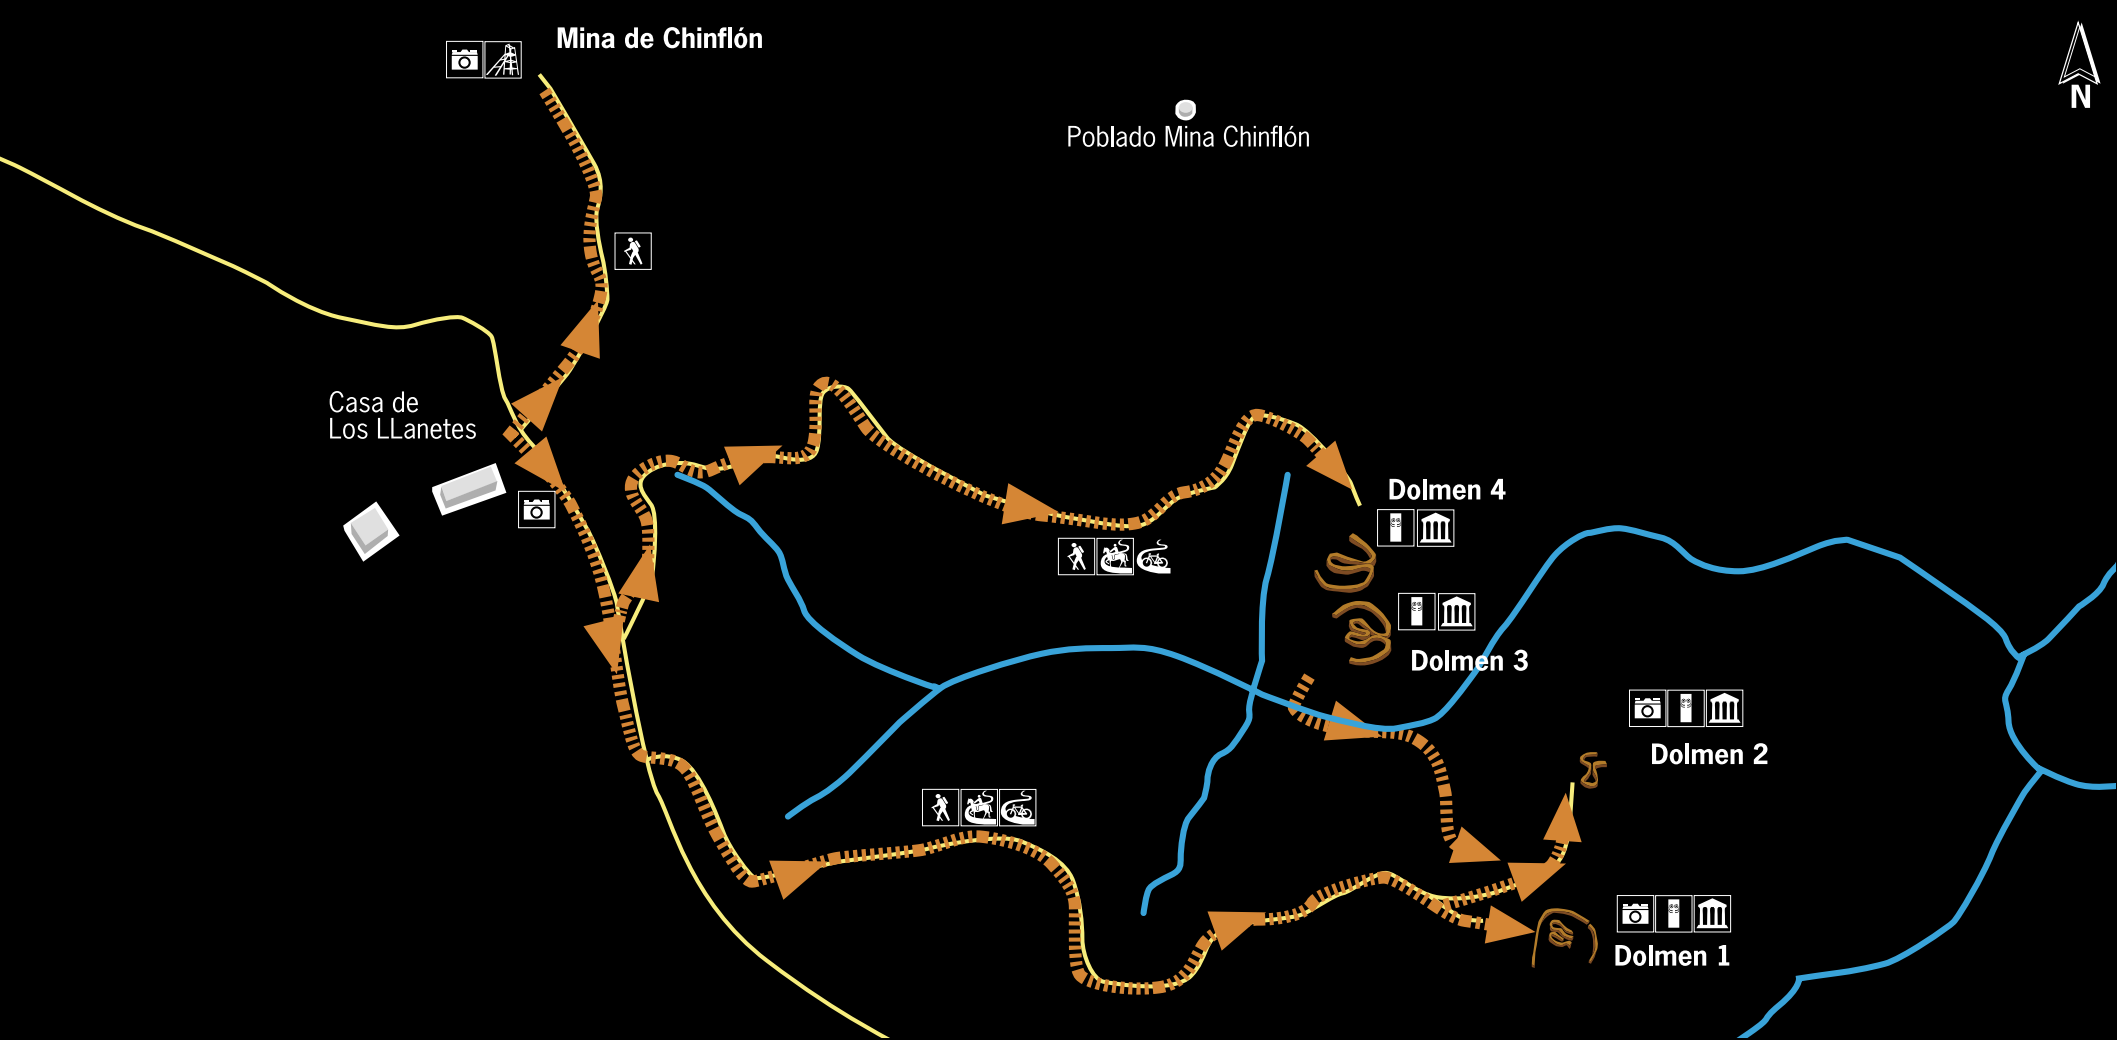 Mina de Chinflón
N
Poblado Mina Chinflón
Casa de
Los LLanetes
Dolmen 4
Dolmen 3
Dolmen 2
Dolmen 1